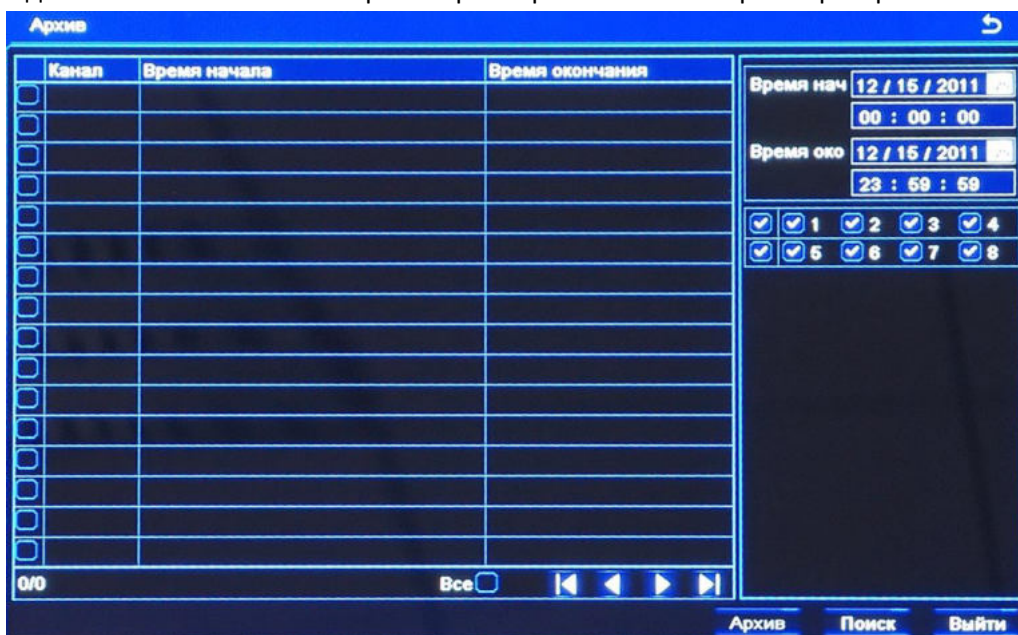 Архив
Канал Время начала Время окончания
Время нач 12 / 15 / 2011
00 : 00 : 00
Время око 12 / 15 / 2011
23 : 59 : 59
1 2 3 4
5 6 7 8
0/0 Все
Архив Поиск Выйти